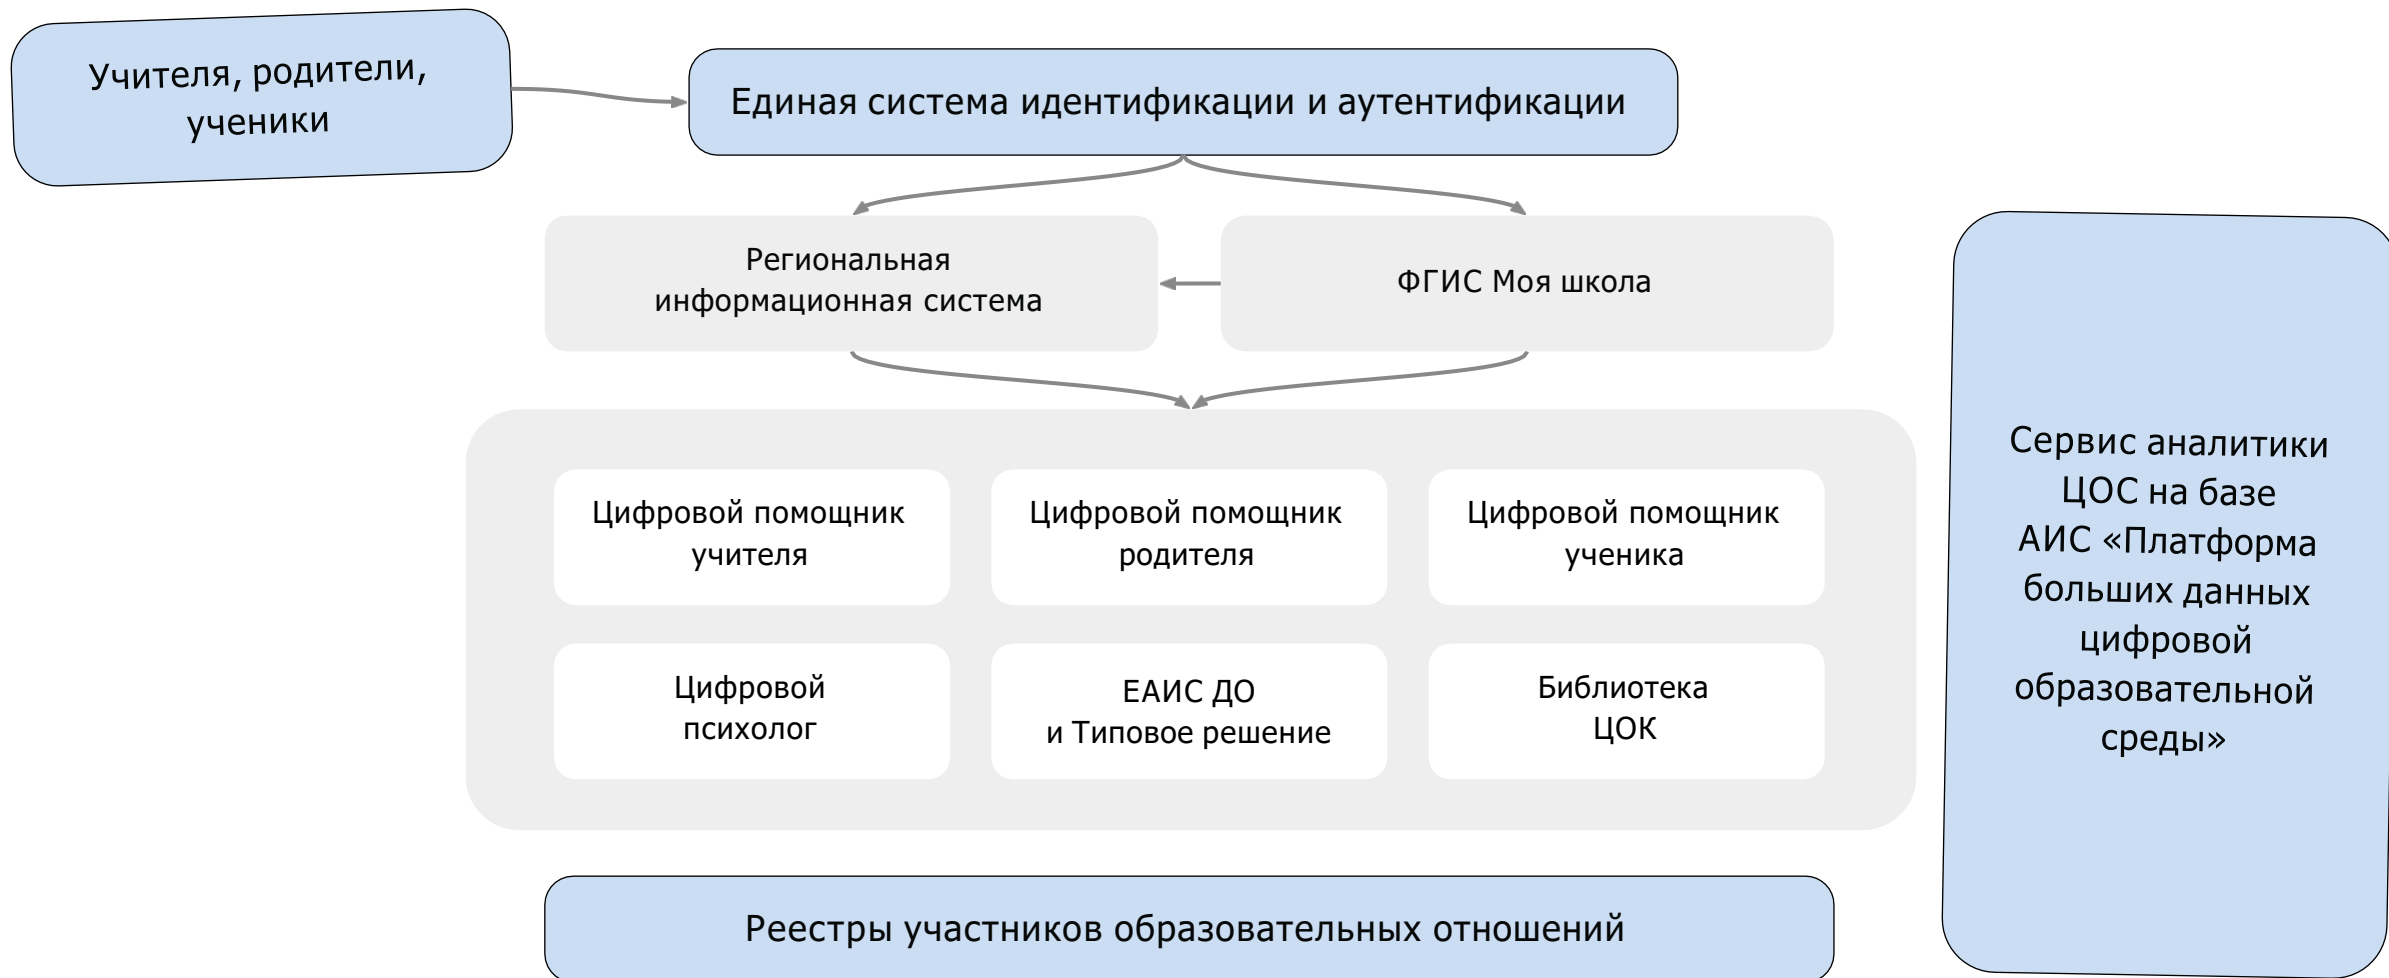 Учителя, родители,
ученики
Единая система идентификации и аутентификации
Региональная
информационная система
ФГИС Моя школа
Цифровой помощник
учителя
Цифровой помощник
родителя
Цифровой помощник
ученика
Цифровой
психолог
ЕАИС ДО
и Типовое решение
Библиотека
ЦОК
Сервис аналитики
ЦОС на базе
АИС «Платформа
больших данных
цифровой
образовательной
среды»
Реестры участников образовательных отношений